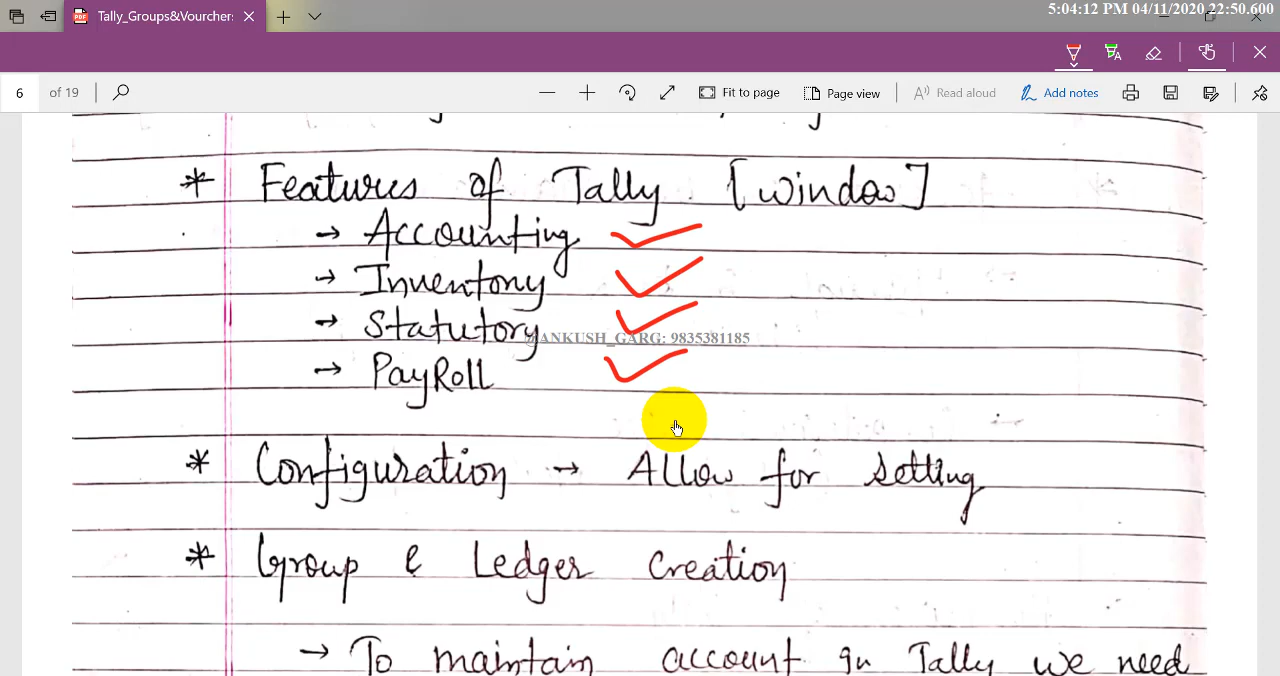 5:04:12 PM 04/11/2020 22:50.600
Tally_Groups&Vourcher:
6 of 19 Fit to page Page view Read aloud Add notes
* Features of Tally [Window]
→ Accounting
→ Inventory
→ Statutory
@ANKUSH_GARG: 9835381185
→ PayRoll
* Configuration → Allow for setting
* Group & Ledger Creation
→ To maintain account in Tally we need